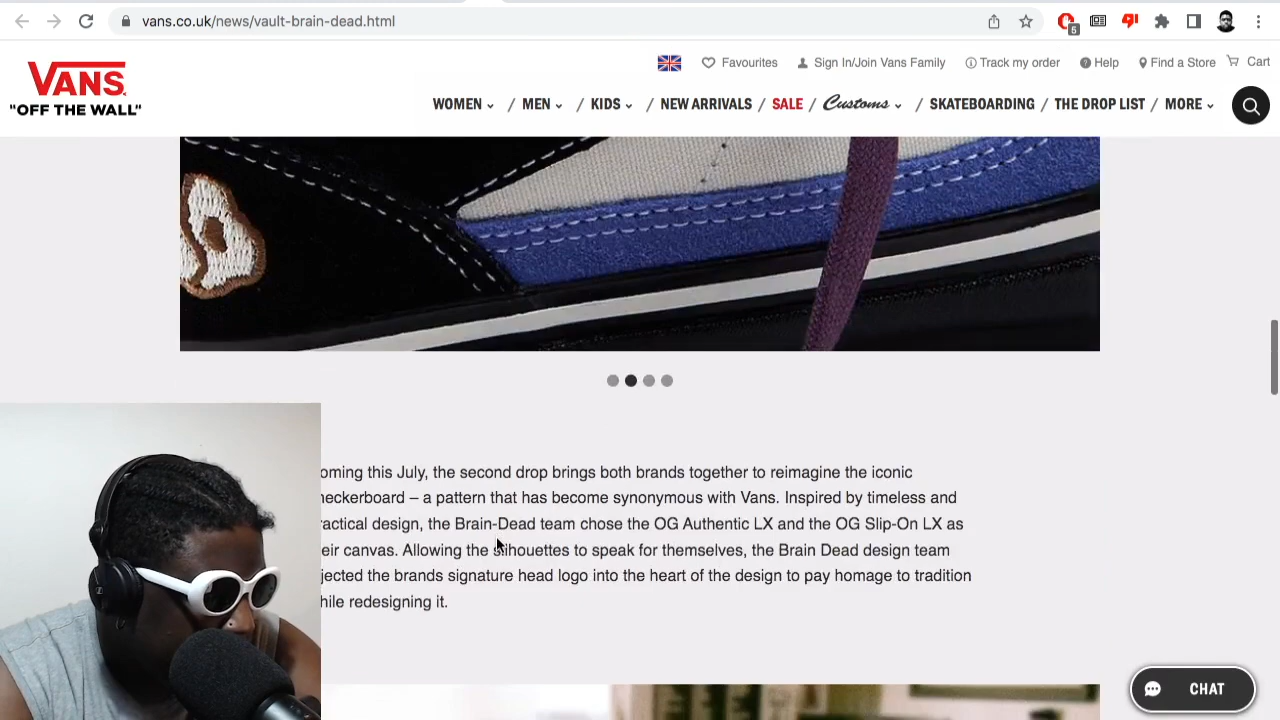 vans.co.uk/news/vault-brain-dead.html
5
VANS
"OFF THE WALL"
Favourites
Sign In/Join Vans Family
Track my order
Help
Find a Store
Cart
WOMEN / MEN / KIDS / NEW ARRIVALS / SALE / Customs / SKATEBOARDING / THE DROP LIST / MORE
oming this July, the second drop brings both brands together to reimagine the iconic
heckerboard – a pattern that has become synonymous with Vans. Inspired by timeless and
ractical design, the Brain-Dead team chose the OG Authentic LX and the OG Slip-On LX as
eir canvas. Allowing the silhouettes to speak for themselves, the Brain Dead design team
jected the brands signature head logo into the heart of the design to pay homage to tradition
hile redesigning it.
CHAT